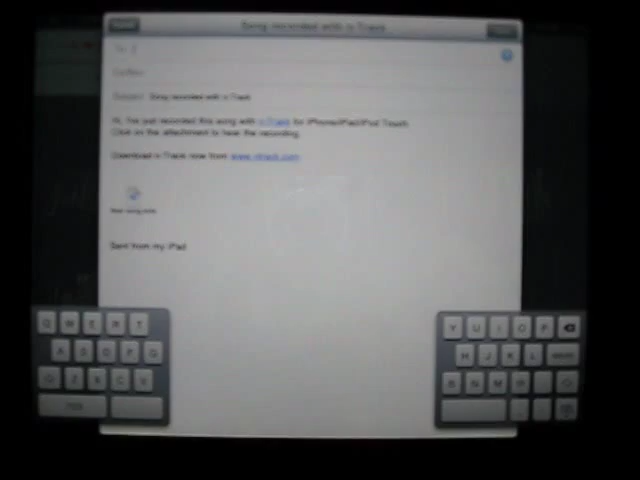 Song recorded with n-Track
To:
Subject: Song recorded with n-Track
Hi, I've just recorded this song with n-Track for iPhone/iPad/iPod Touch.
Click on the attachment to hear the recording.
Download n-Track now from www.ntrack.com
Sent from my iPad
Q W E R T
Y U I O P
A S D F G
H J K L
Z X C V
B N M